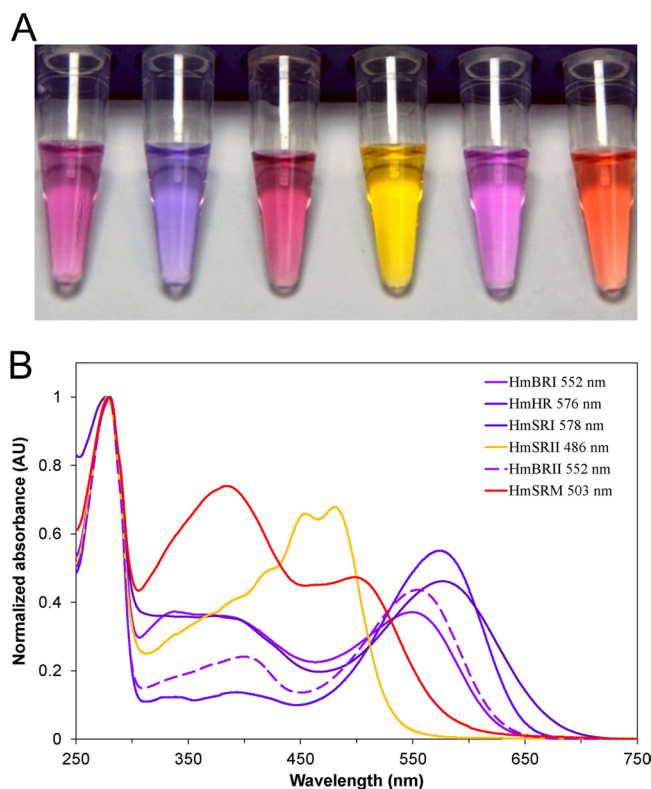 A
B
Normalized absorbance (AU)
1
0.8
0.6
0.4
0.2
0
HmBRI 552 nm
HmHR 576 nm
HmSRI 578 nm
HmSRII 486 nm
HmBRII 552 nm
HmSRM 503 nm
250 350 450 550 650 750
Wavelength (nm)